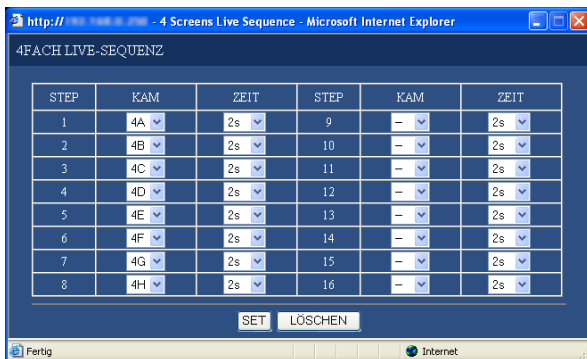 http:// - 4 Screens Live Sequence - Microsoft Internet Explorer
4FACH LIVE-SEQUENZ
STEP KAM ZEIT STEP KAM ZEIT
1 4A 2s 9 – 2s
2 4B 2s 10 – 2s
3 4C 2s 11 – 2s
4 4D 2s 12 – 2s
5 4E 2s 13 – 2s
6 4F 2s 14 – 2s
7 4G 2s 15 – 2s
8 4H 2s 16 – 2s
SET LÖSCHEN
Fertig Internet